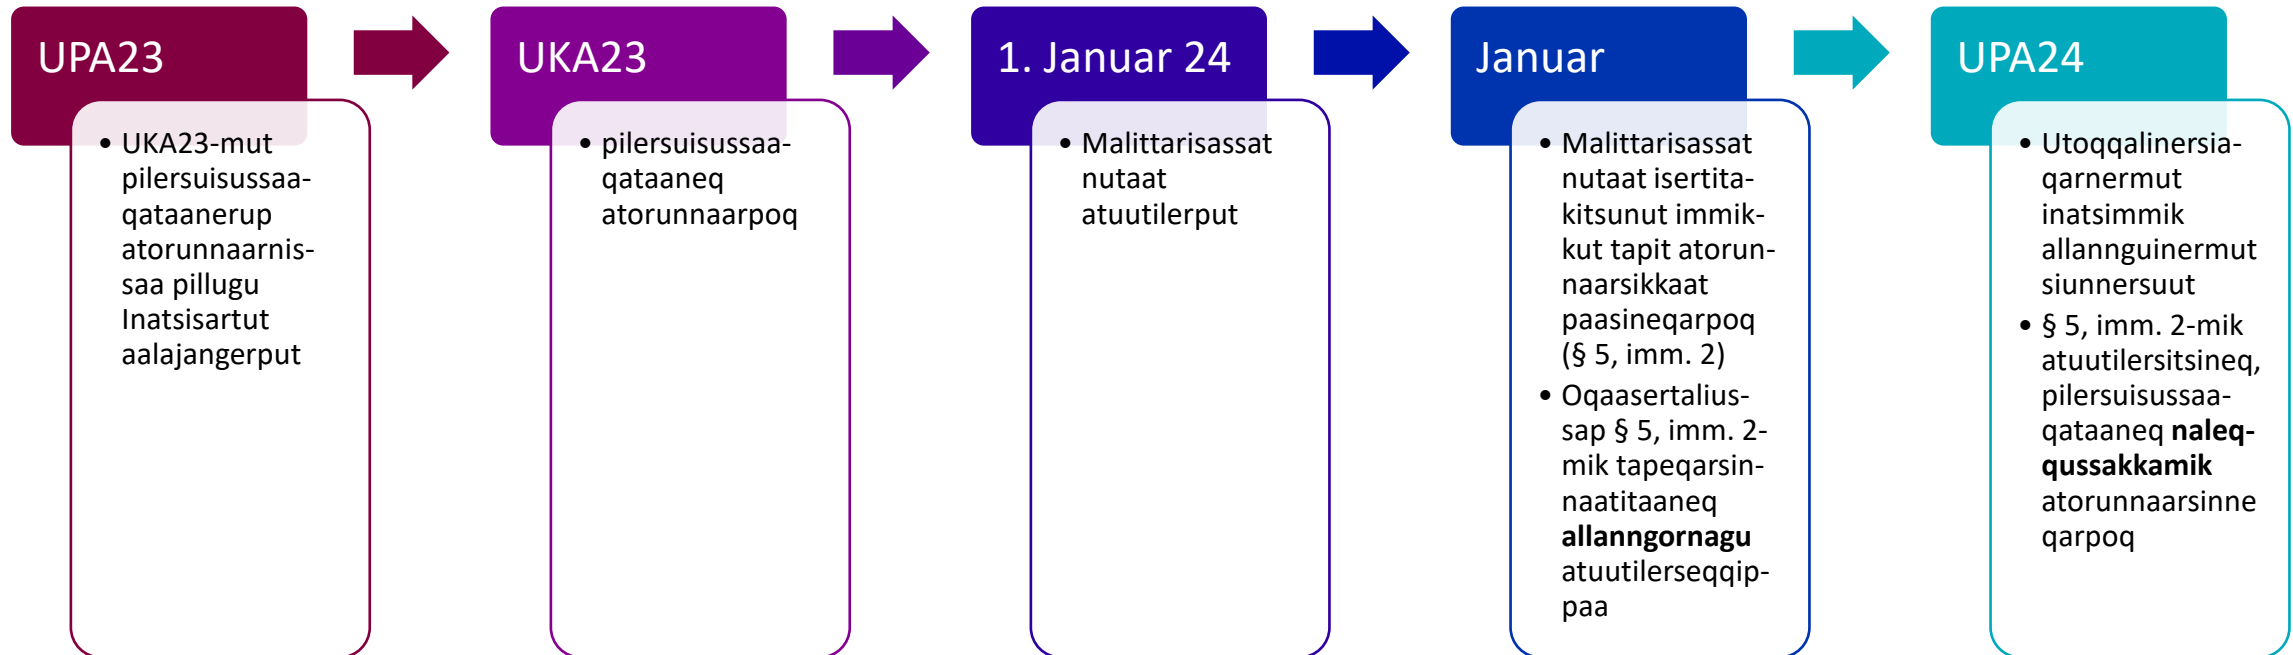 UPA23
• UKA23-mut
pilersuisussaa-
qataanerup
atorunnaarnis-
saa pillugu
Inatsisartut
aalajangerput
UKA23
• pilersuisussaa-
qataaneq
atorunnaarpoq
1. Januar 24
• Malittarisassat
nutaat
atuutilerput
Januar
• Malittarisassat
nutaat isertita-
kitsunut immik-
kut tapit atorun-
naarsikkaat
paasineqarpoq
(§ 5, imm. 2)
• Oqaasertalius-
sap § 5, imm. 2-
mik tapeqarsin-
naatitaaneq
allanngornagu
atuutilerseqqip-
paa
UPA24
• Utoqqalinersia-
qarnermut
inatsimmik
allannguinermut
siunnersuut
• § 5, imm. 2-mik
atuutilersitsineq,
pilersuisussaa-
qataaneq naleq-
qussakkamik
atorunnaarsinne
qarpoq